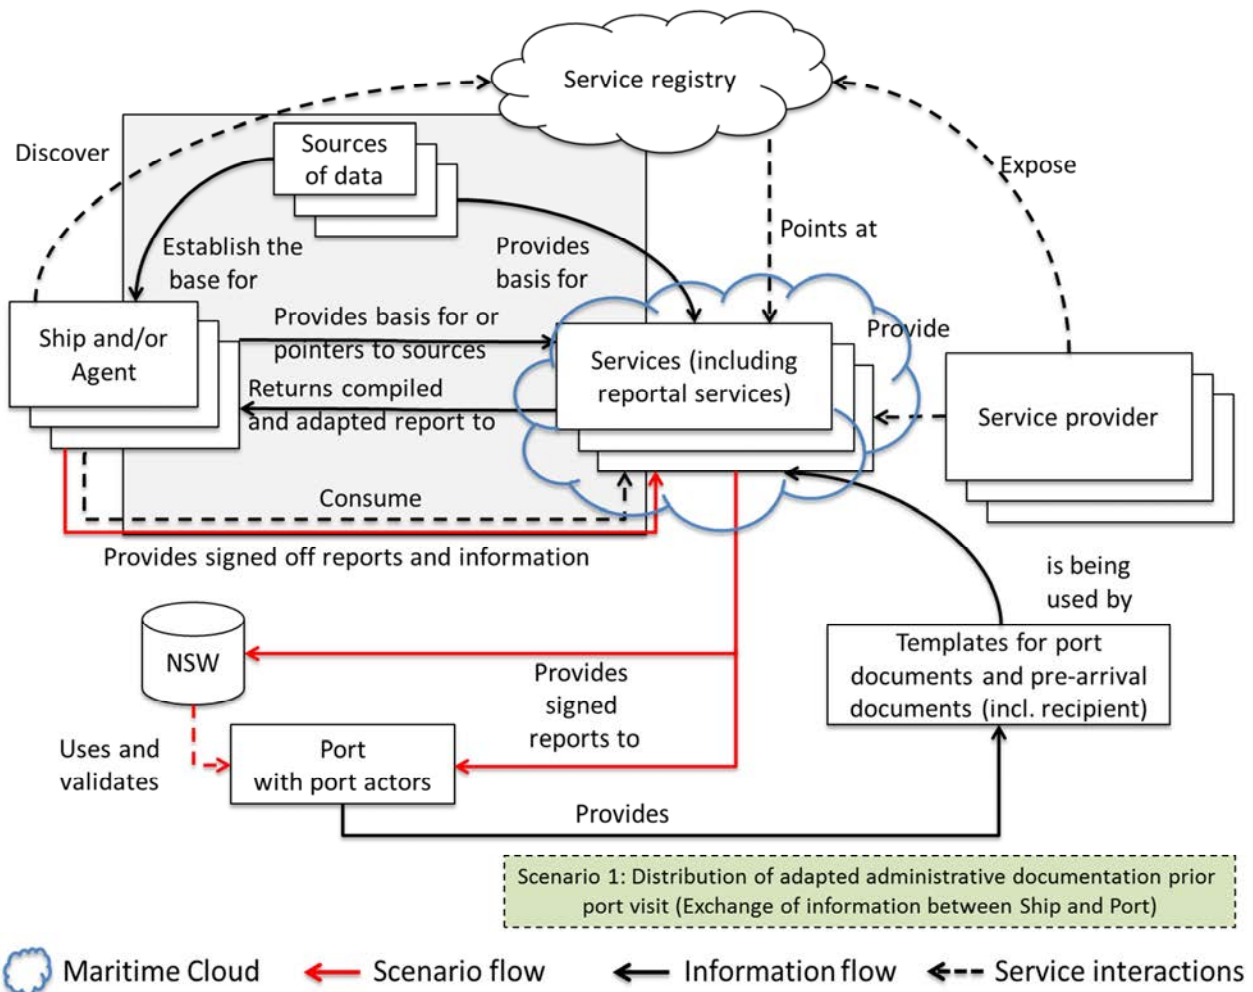 Service registry
Discover
Sources
of data
Expose
Establish the
base for
Provides
basis for
Points at
Ship and/or
Agent
Provides basis for or
pointers to sources
Returns compiled
and adapted report to
Services (including
reportal services)
Provide
Service provider
Consume
Provides signed off reports and information
is being
used by
NSW
Provides
signed
reports to
Templates for port
documents and pre-arrival
documents (incl. recipient)
Uses and
validates
Port
with port actors
Provides
Scenario 1: Distribution of adapted administrative documentation prior
port visit (Exchange of information between Ship and Port)
Maritime Cloud
Scenario flow
Information flow
Service interactions